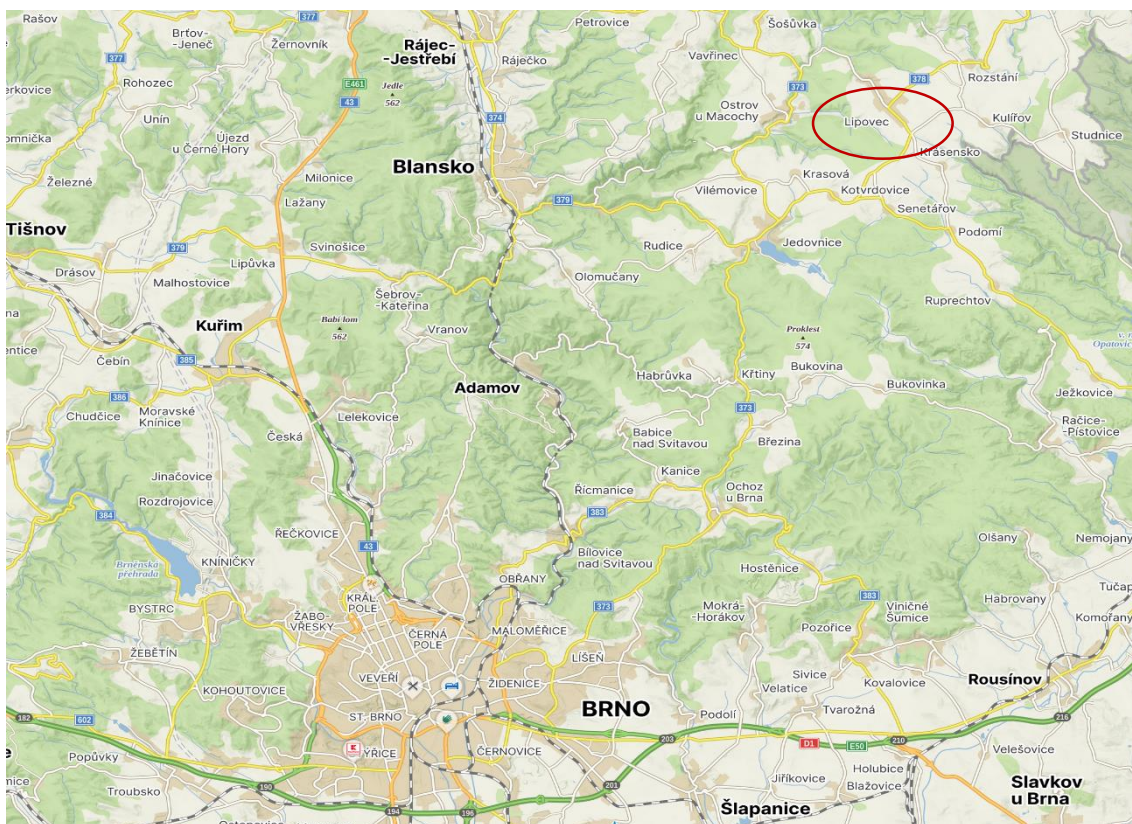 Rašov
377
Brťov-
-Jeneč
Žernovník
377
Rohozec
Unín
Újezd
u Černé Hory
Železné
Milonice
Lažany
E461
43
Jedle
562
Rájec-
-Jestřebí
Ráječko
374
Petrovice
Vavřinec
Šošůvka
373
Ostrov
u Macochy
378
Rozstání
Lipovec
Kulířov
Studnice
Krásensko
Blansko
379
Vilémovice
Krasová
Kotvrdovice
Senetářov
Podomí
Rudice
Jedovnice
Olomučany
Ruprechtov
Tišnov
379
Drásov
Malhostovice
Lipůvka
Svinošice
Šebrov-
-Kateřina
Vranov
Babí lom
562
Kuřim
Čebín
385
386
Chudčice
Moravské
Knínice
Česká
Lelekovice
Adamov
Habrůvka
Proklest
574
Křtiny
Bukovina
Bukovinka
Ježkovice
Račice-
-Pístovice
373
Babice
nad Svitavou
Březina
Kanice
Jinačovice
Rozdrojovice
384
Brněnská
přehrada
KNÍNIČKY
ŘEČKOVICE
43
Řícmanice
383
Ochoz
u Brna
Bílovice
nad Svitavou
Hostěnice
Olšany
Nemojany
383
Habrovany
Tučap
Komořany
OBŘANY
373
Mokrá-
-Horákov
Viničné
Šumice
Pozořice
BYSTRC
ŽABO-
VŘESKY
KRÁL.
POLE
ČERNÁ
POLE
MALOMĚŘICE
LÍŠEŇ
ŽEBĚTÍN
KOHOUTOVICE
VEVEŘÍ
ŽIDENICE
Sivice
Velatice
Kovalovice
Rousínov
182
602
ST. BRNO
BRNO
Podolí
Tvarožná
216
203
D1
E50
210
Popůvky
ÝŘICE
ČERNOVICE
Velešovice
Holubice
Blažovice
Jiříkovice
Troubsko
190
201
194
196
Šlapanice
Slavkov
u Brna